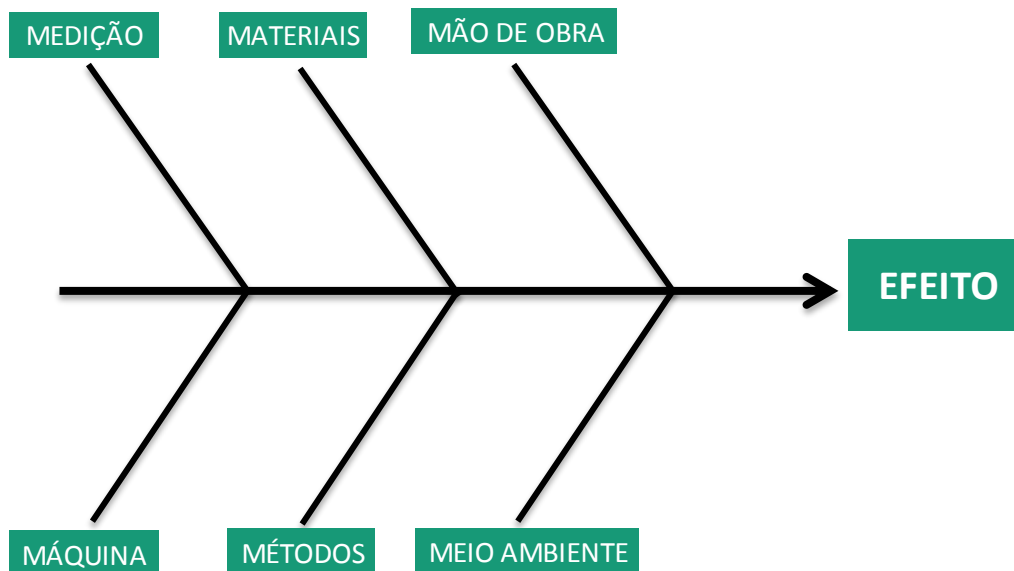 MEDIÇÃO
MATERIAIS
MÃO DE OBRA
EFEITO
MÁQUINA
MÉTODOS
MEIO AMBIENTE